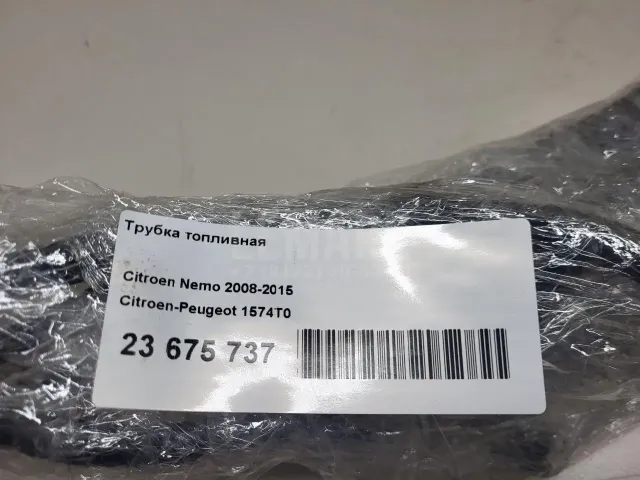 Трубка топливная
Citroen Nemo 2008-2015
Citroen-Peugeot 1574T0
23 675 737